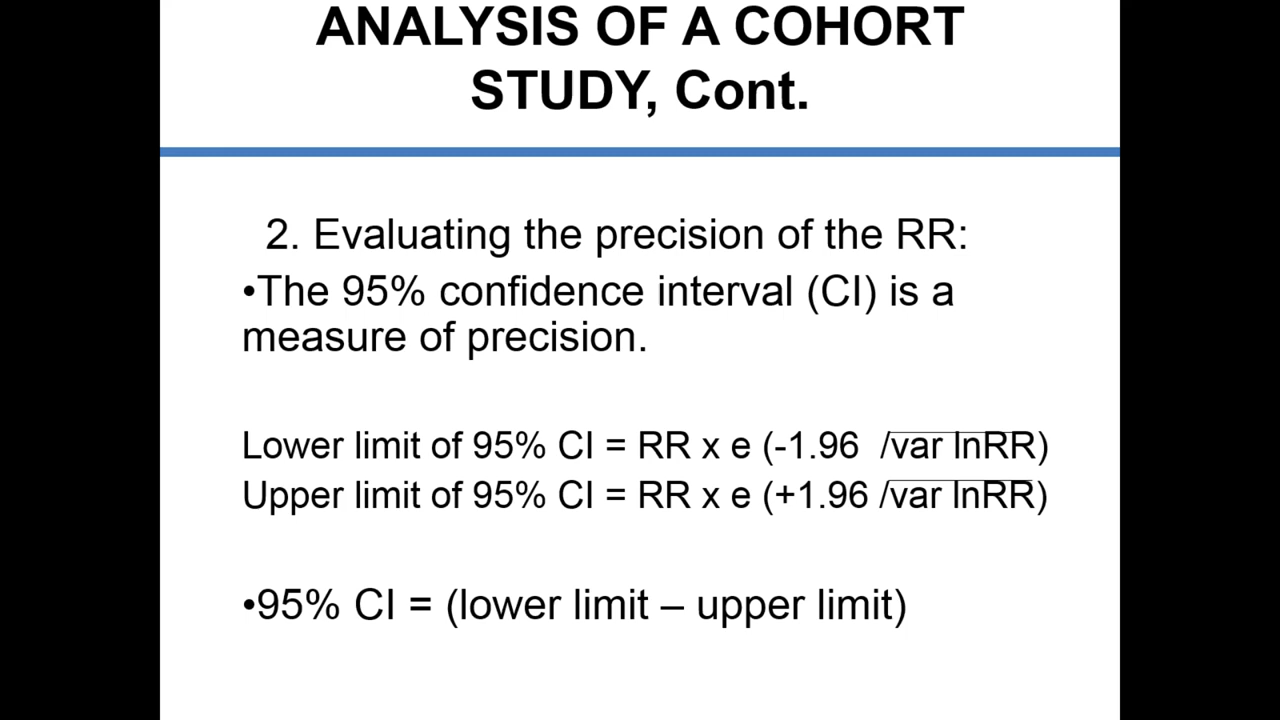 ANALYSIS OF A COHORT
STUDY, Cont.
2. Evaluating the precision of the RR:
•The 95% confidence interval (CI) is a
measure of precision.
Lower limit of 95% CI = RR x e (-1.96 /var lnRR)
Upper limit of 95% CI = RR x e (+1.96 /var lnRR)
•95% CI = (lower limit – upper limit)